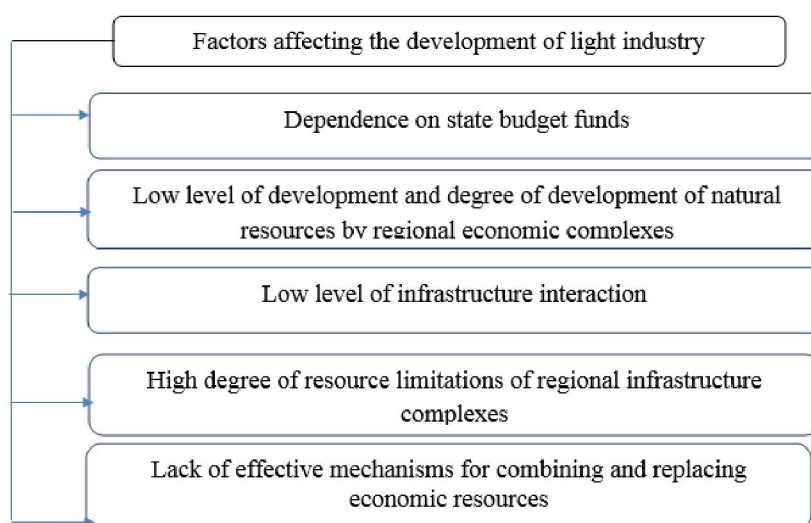 Factors affecting the development of light industry
Dependence on state budget funds
Low level of development and degree of development of natural
resources by regional economic complexes
Low level of infrastructure interaction
High degree of resource limitations of regional infrastructure
complexes
Lack of effective mechanisms for combining and replacing
economic resources